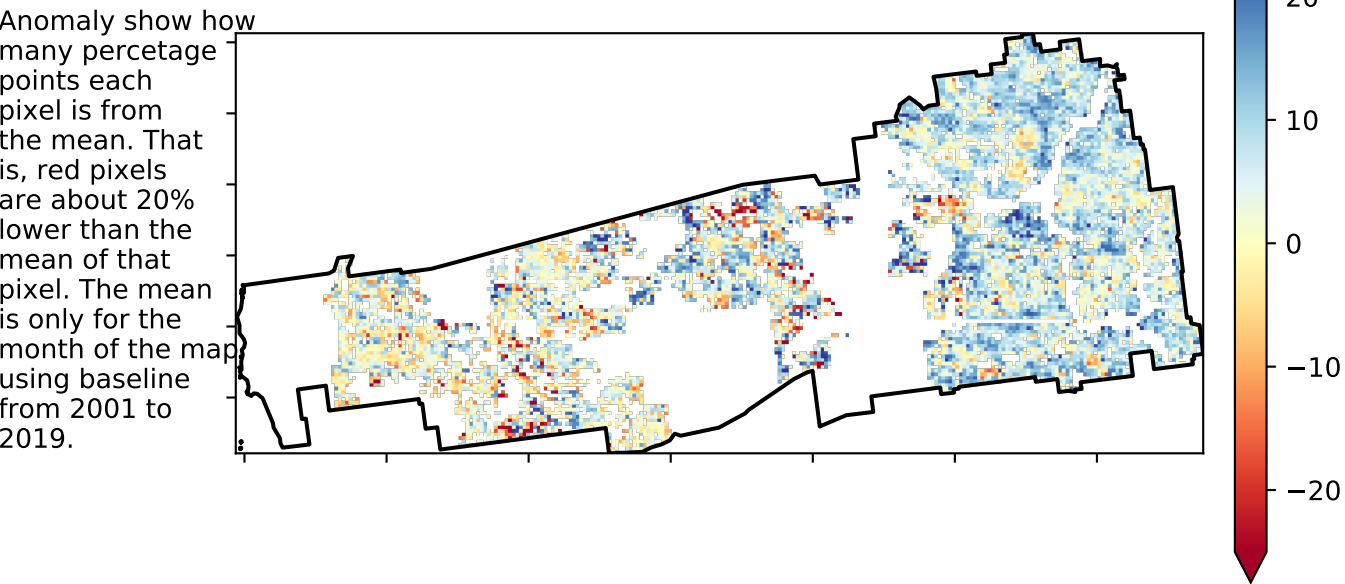 Anomaly show how
many percetage
points each
pixel is from
the mean. That
is, red pixels
are about 20%
lower than the
mean of that
pixel. The mean
is only for the
month of the map
using baseline
from 2001 to
2019.
20
10
0
−10
−20